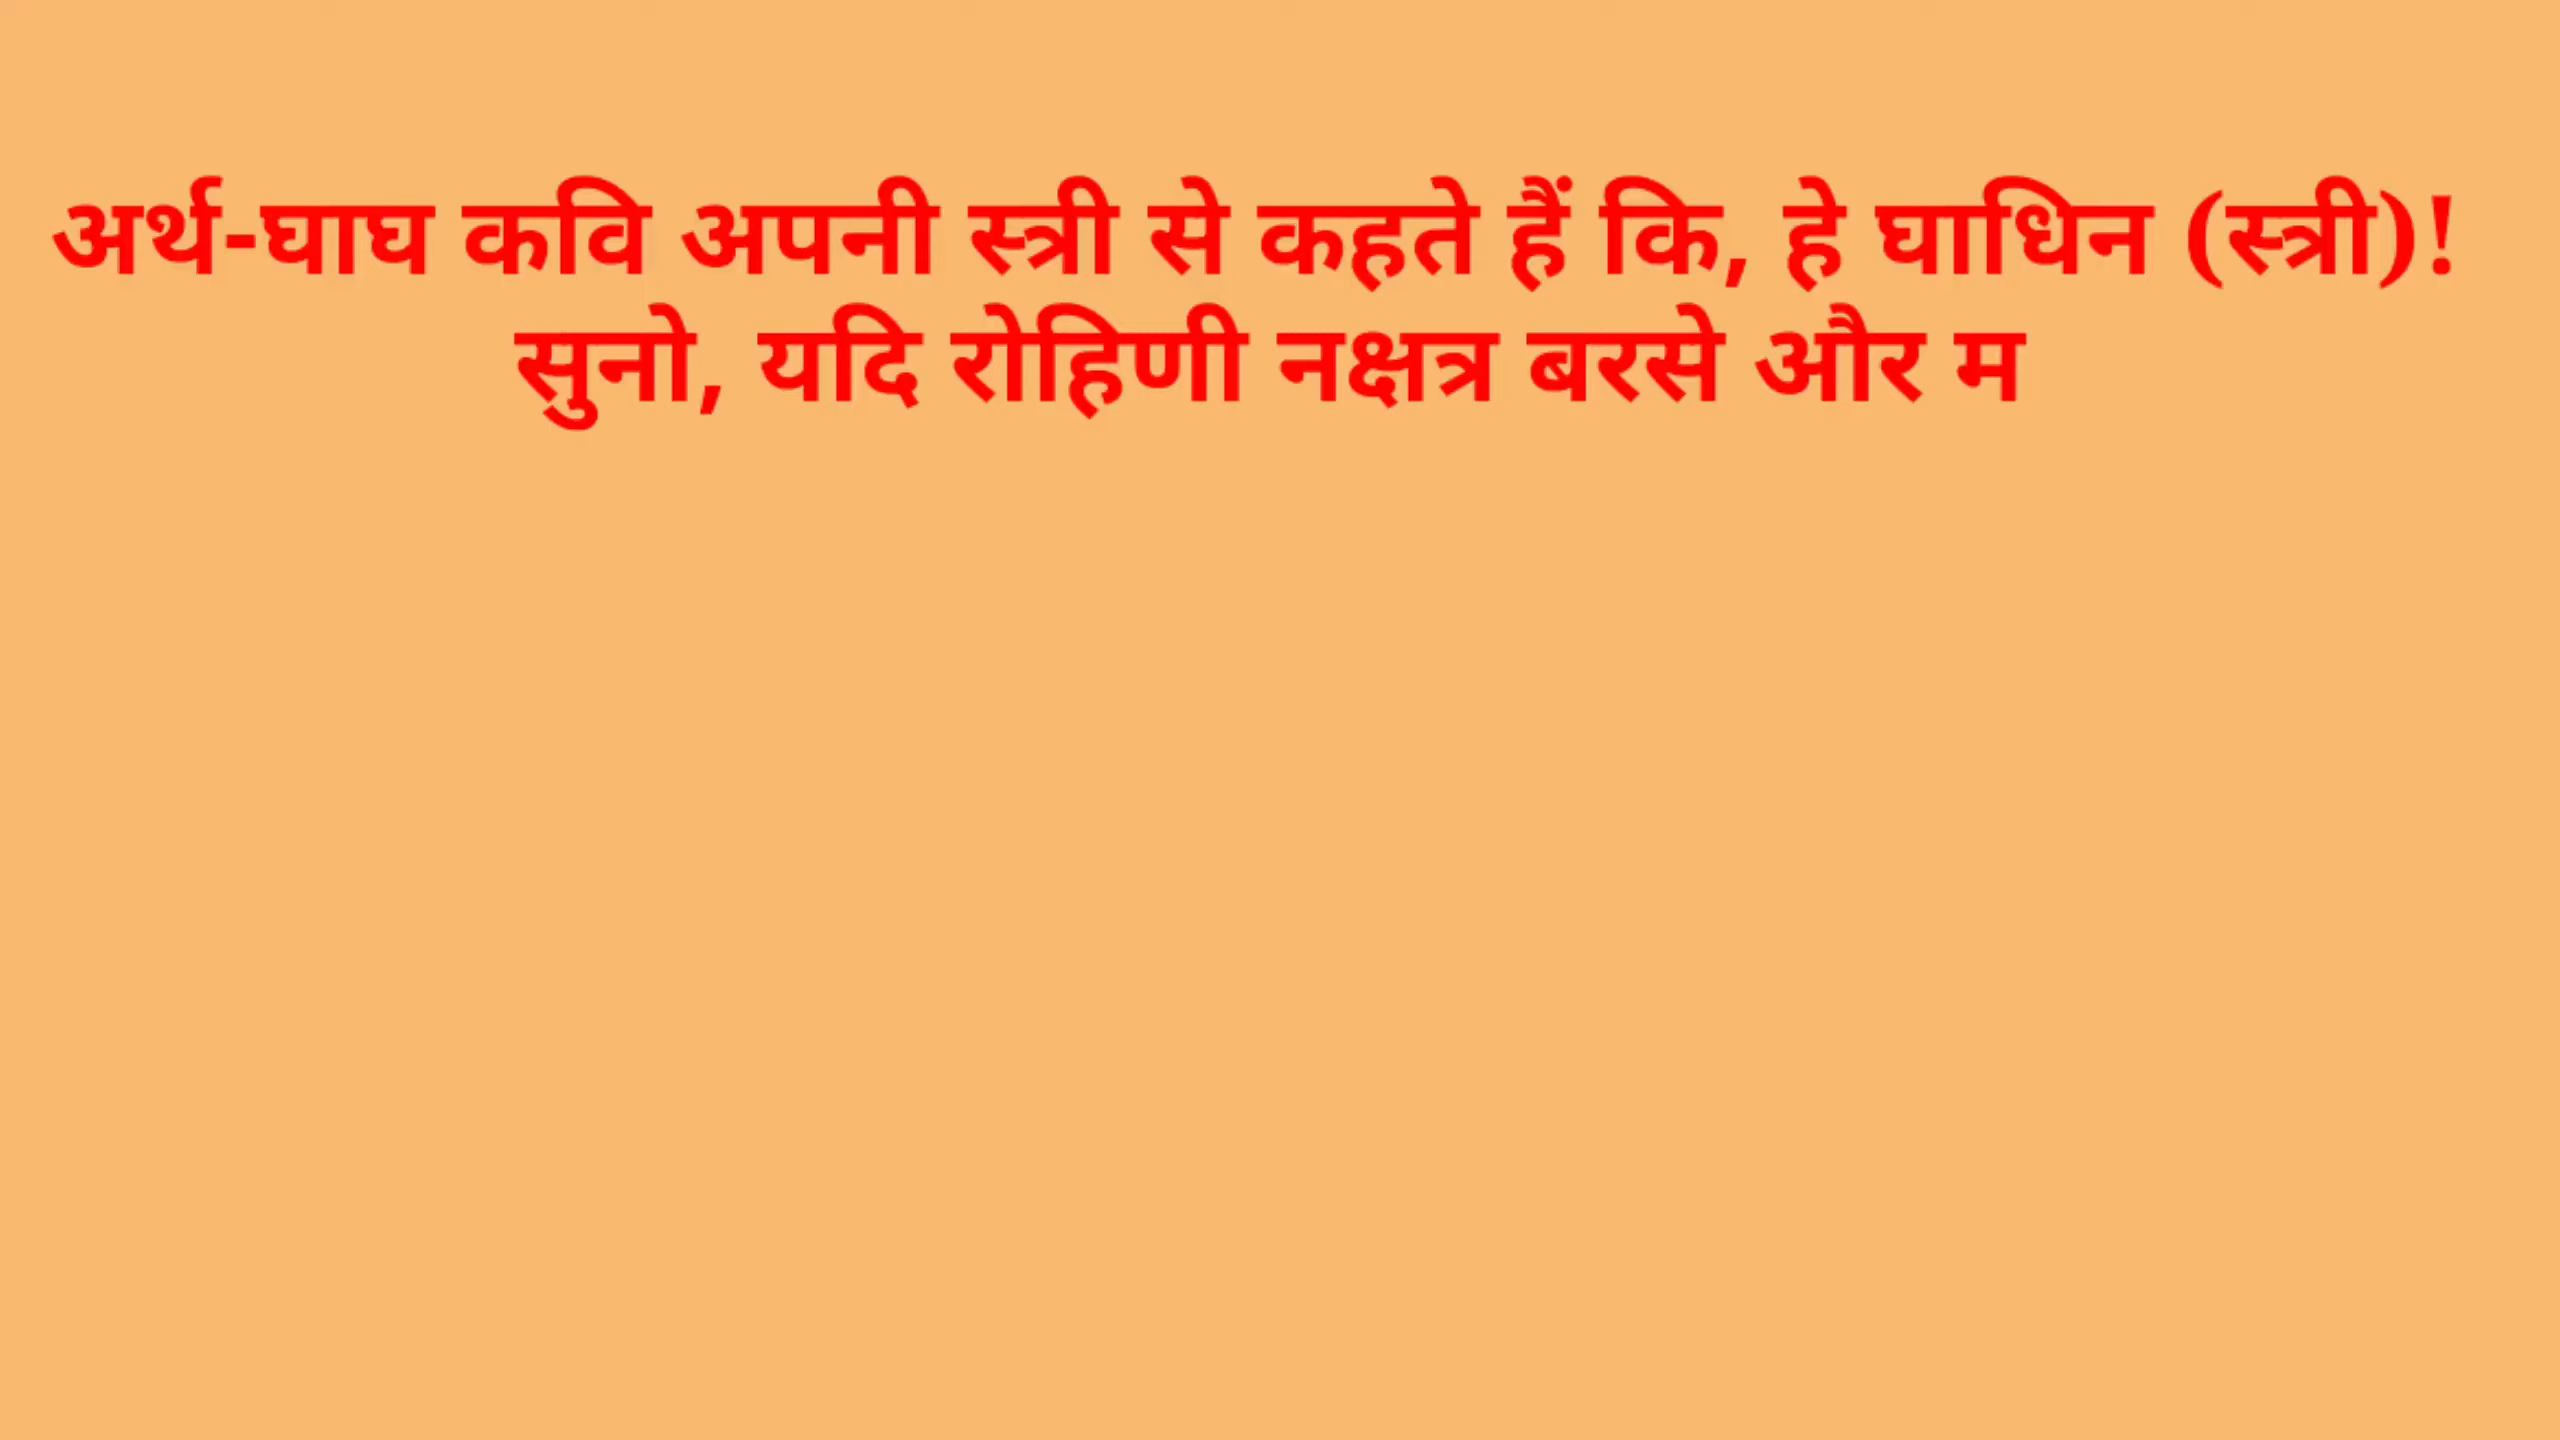 अर्थ-घाघ कवि अपनी स्त्री से कहते हैं कि, हे घाधिन (स्त्री)!
सुनो, यदि रोहिणी नक्षत्र बरसे और म